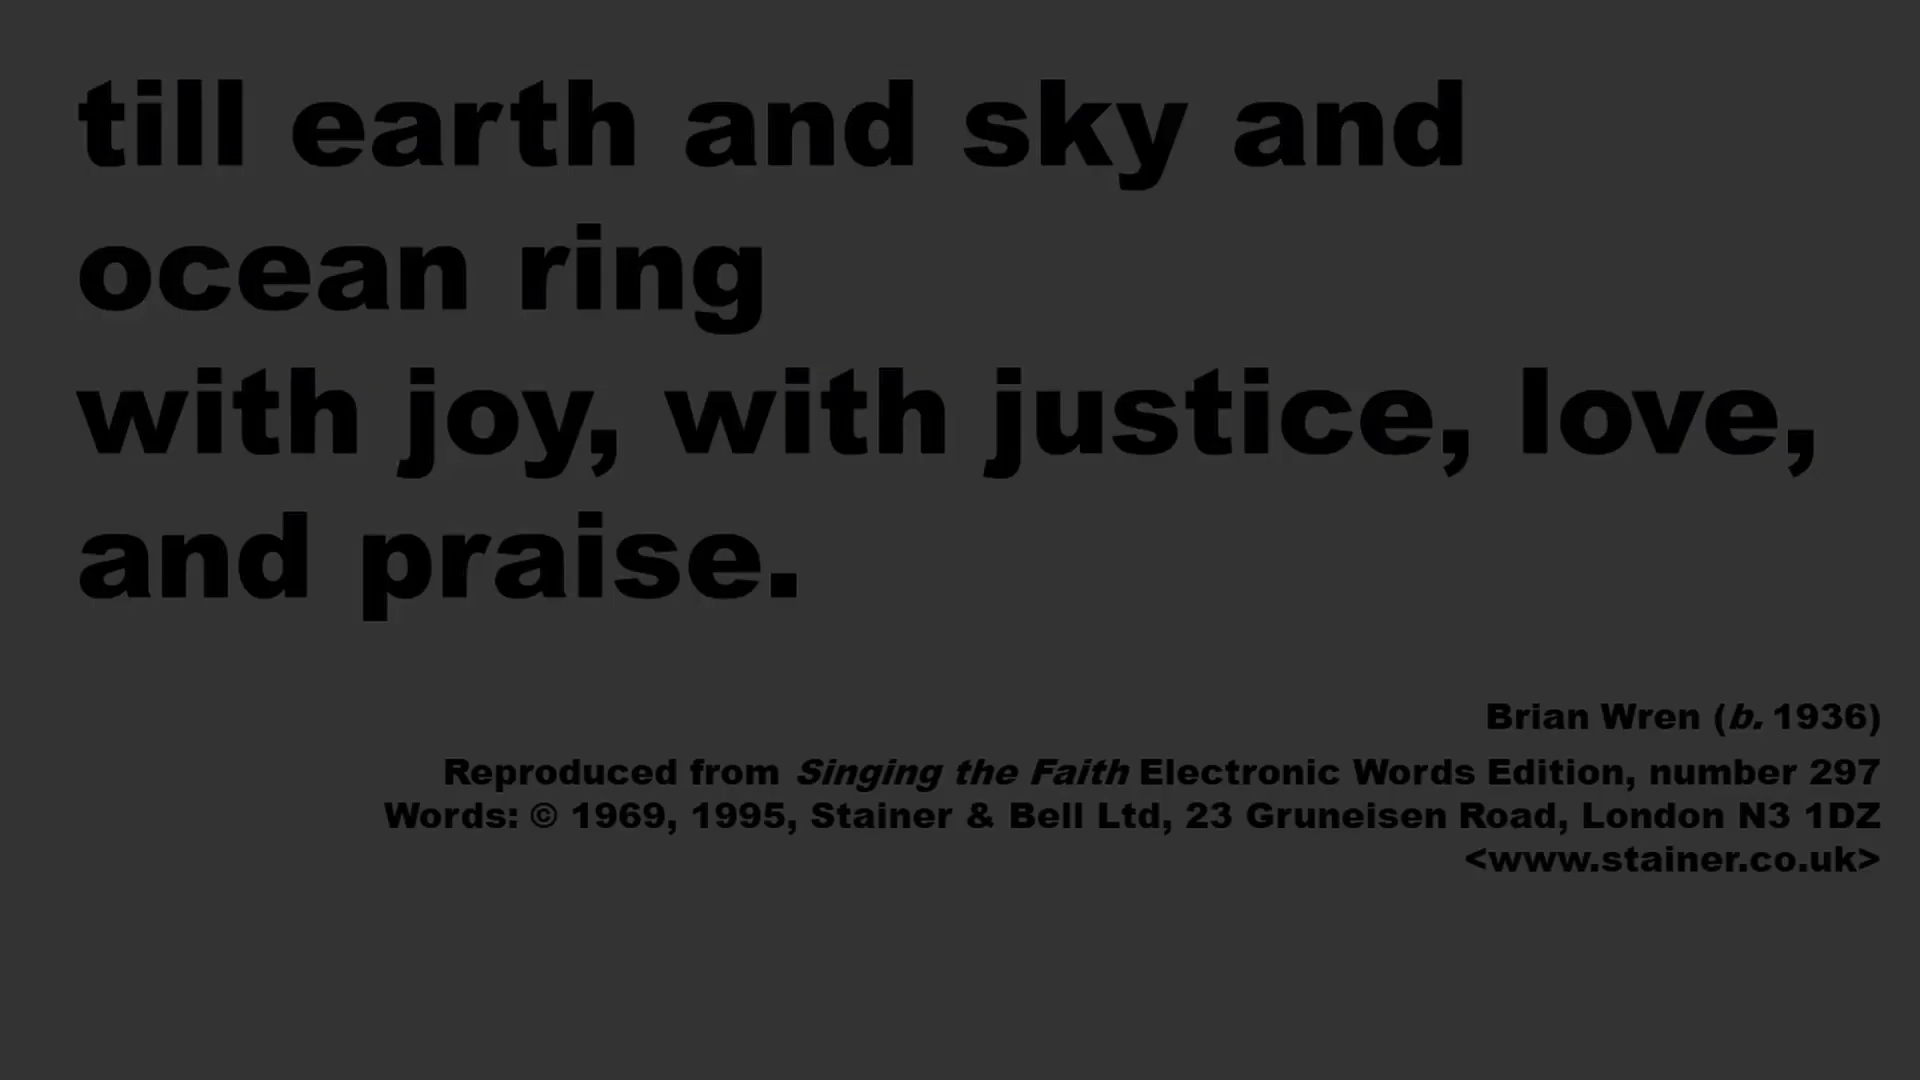 till earth and sky and
ocean ring
with joy, with justice, love,
and praise.
Brian Wren (b. 1936)
Reproduced from Singing the Faith Electronic Words Edition, number 297
Words: © 1969, 1995, Stainer & Bell Ltd, 23 Gruneisen Road, London N3 1DZ
<www.stainer.co.uk>